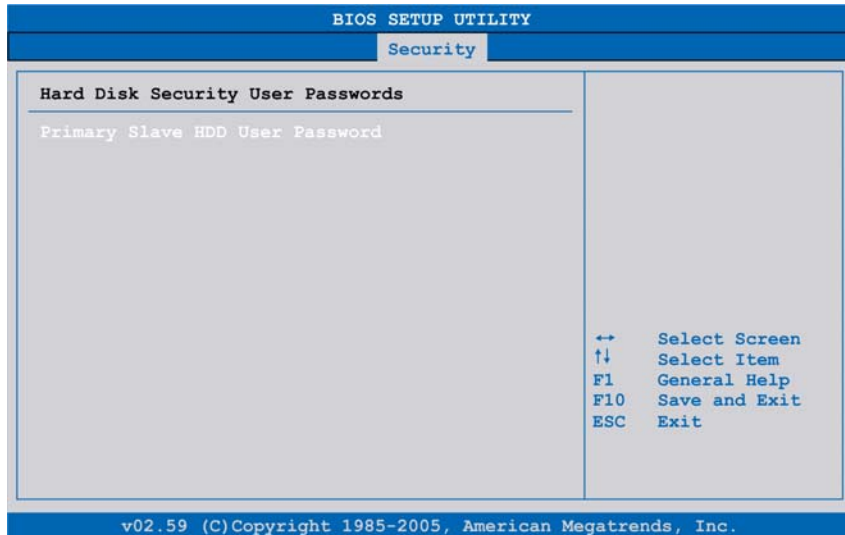 BIOS SETUP UTILITY
Security
Hard Disk Security User Passwords
Primary Slave HDD User Password
↔ Select Screen
↑↓ Select Item
F1 General Help
F10 Save and Exit
ESC Exit
v02.59 (C)Copyright 1985-2005, American Megatrends, Inc.